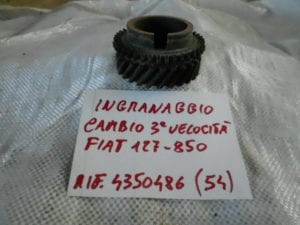 INGRANAGGIO
CAMBIO 3ª VELOCITÀ
FIAT 127-850
RIF. 4350486 (54)